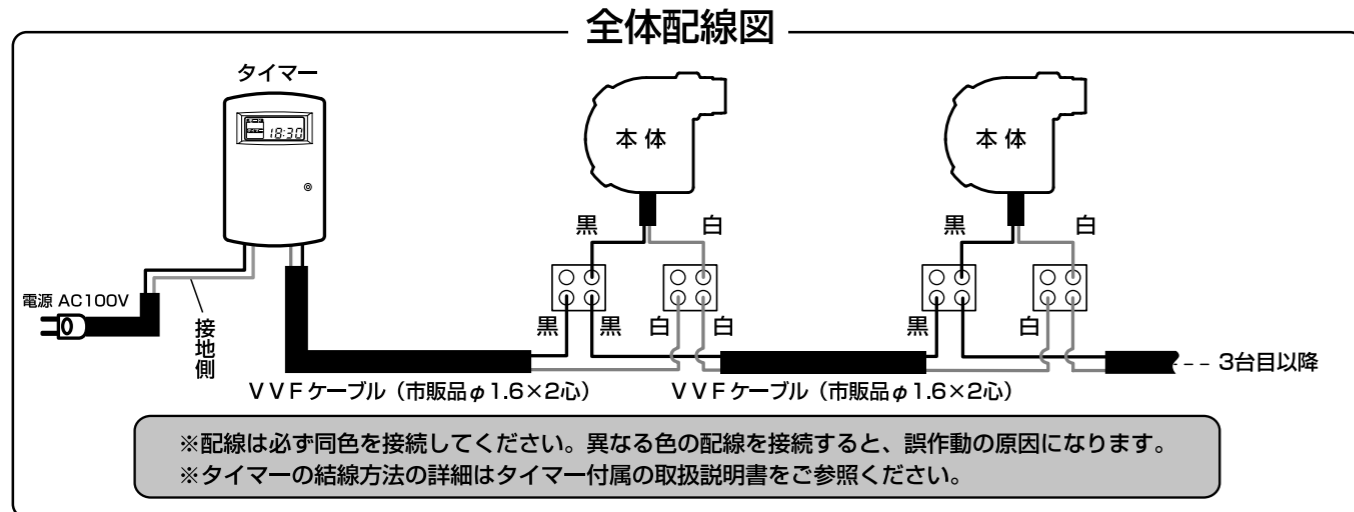 全体配線図
タイマー
18:30
本体
本体
黒
白
黒
白
電源 AC100V
接地側
黒
黒
白
白
黒
白
3台目以降
VVFケーブル（市販品φ1.6×2心）
VVFケーブル（市販品φ1.6×2心）
※配線は必ず同色を接続してください。異なる色の配線を接続すると、誤作動の原因になります。
※タイマーの結線方法の詳細はタイマー付属の取扱説明書をご参照ください。